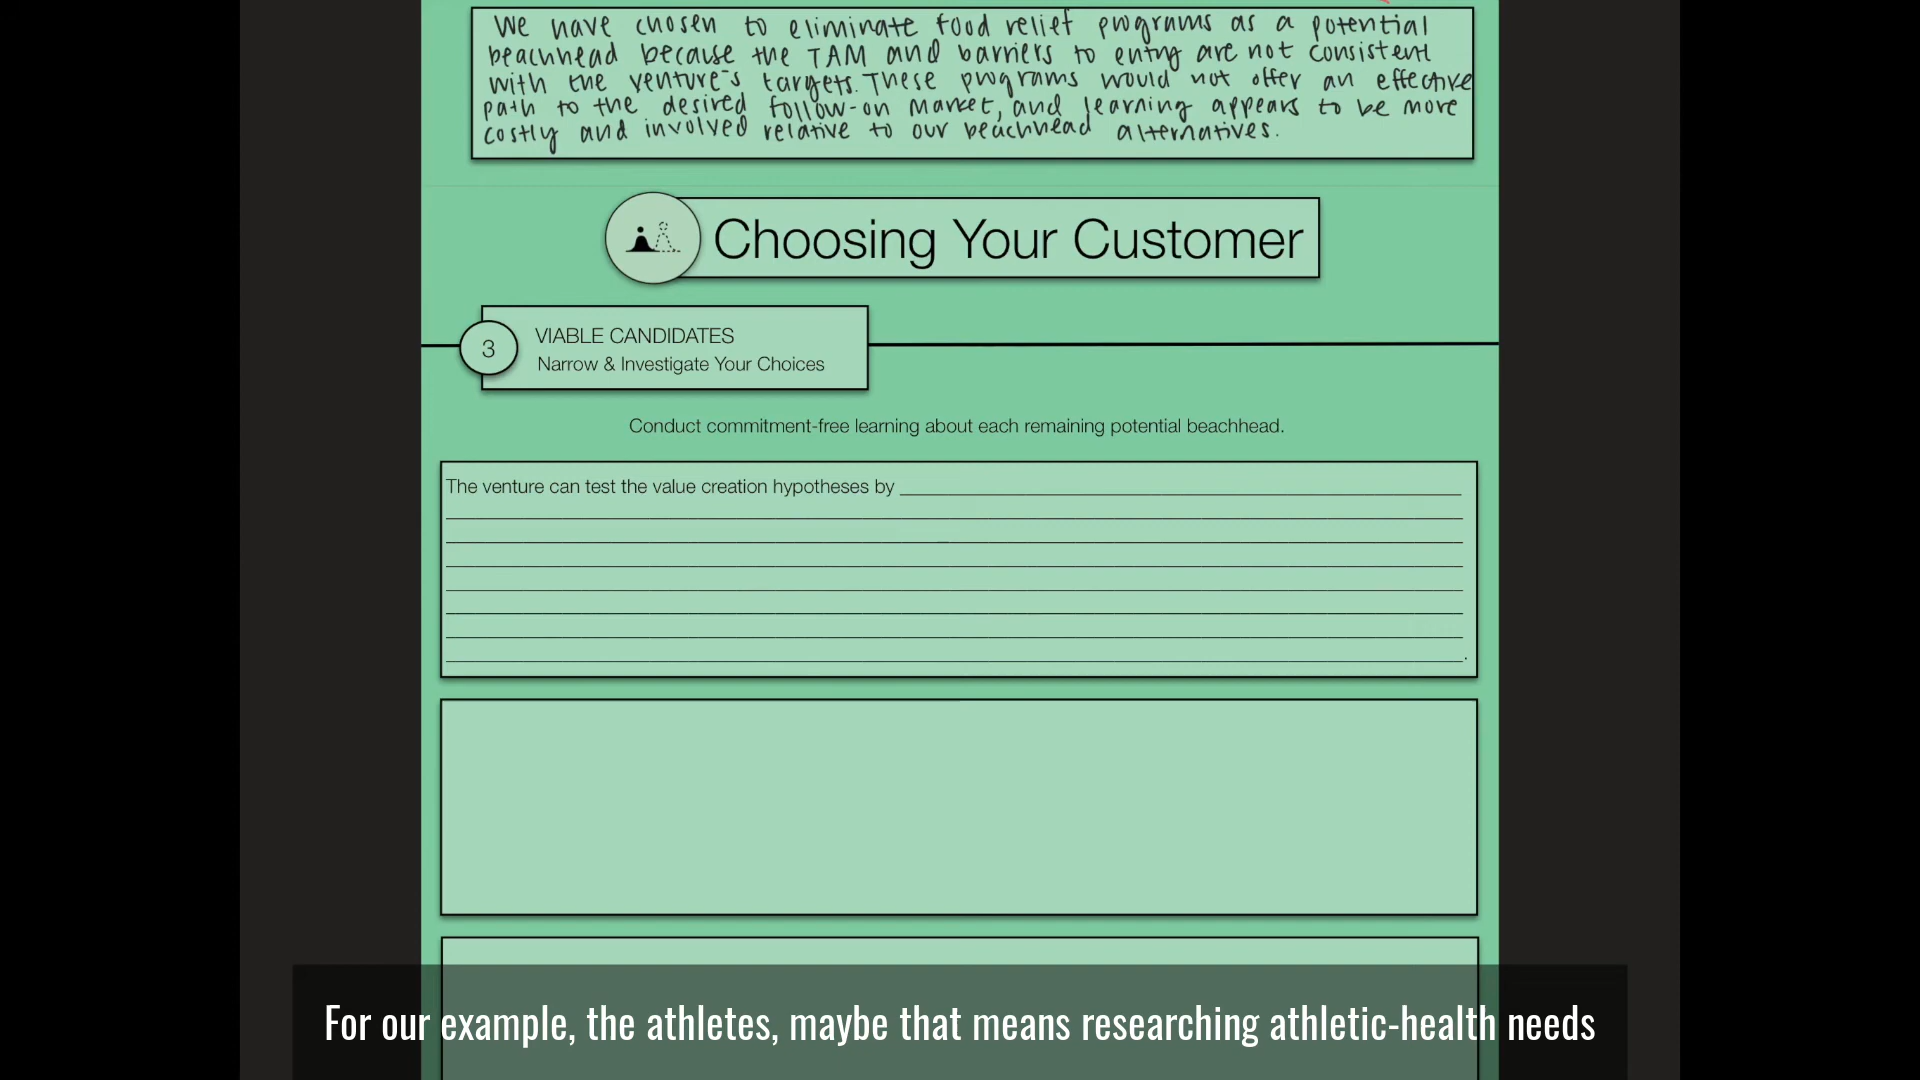 We have chosen to eliminate food relief programs as a potential
beachhead because the TAM and barriers to entry are not consistent
with the venture's targets. These programs would not offer an effective
path to the desired follow-on market, and learning appears to be more
costly and involved relative to our beachhead alternatives.
Choosing Your Customer
3
VIABLE CANDIDATES
Narrow & Investigate Your Choices
Conduct commitment-free learning about each remaining potential beachhead.
The venture can test the value creation hypotheses by
For our example, the athletes, maybe that means researching athletic-health needs